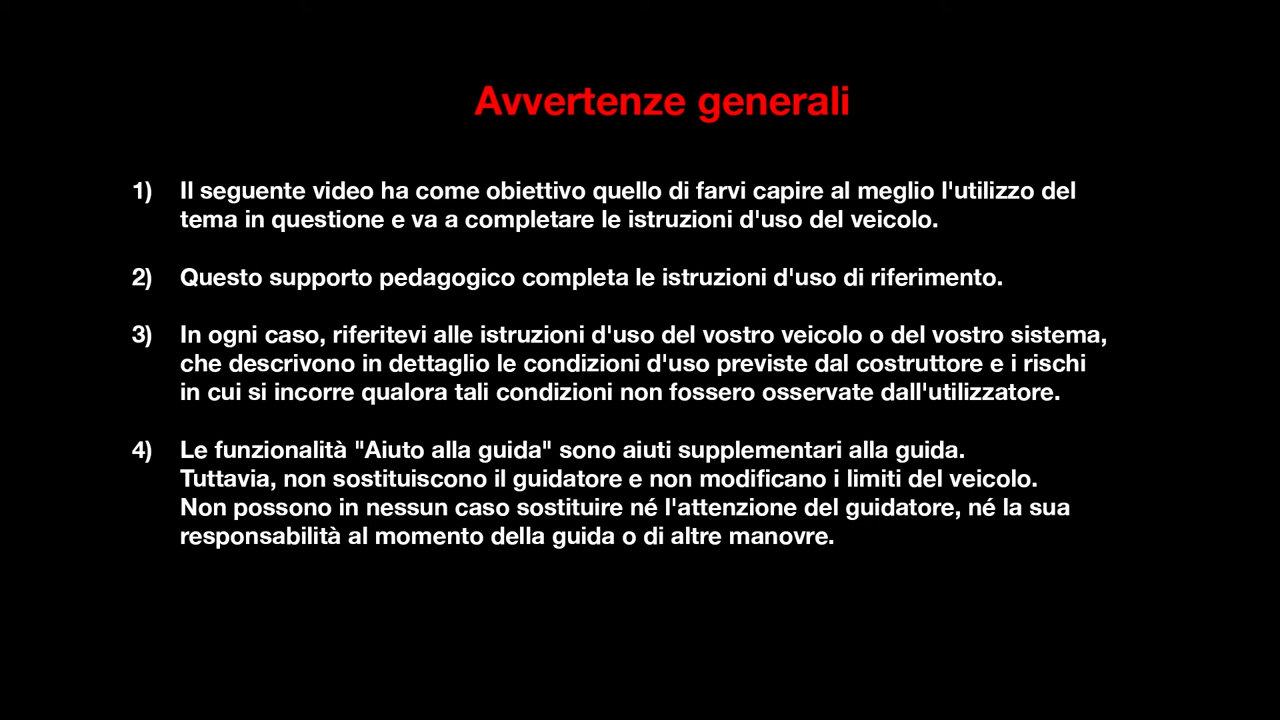 Avvertenze generali
1) Il seguente video ha come obiettivo quello di farvi capire al meglio l'utilizzo del
tema in questione e va a completare le istruzioni d'uso del veicolo.
2) Questo supporto pedagogico completa le istruzioni d'uso di riferimento.
3) In ogni caso, riferitevi alle istruzioni d'uso del vostro veicolo o del vostro sistema,
che descrivono in dettaglio le condizioni d'uso previste dal costruttore e i rischi
in cui si incorre qualora tali condizioni non fossero osservate dall'utilizzatore.
4) Le funzionalità "Aiuto alla guida" sono aiuti supplementari alla guida.
Tuttavia, non sostituiscono il guidatore e non modificano i limiti del veicolo.
Non possono in nessun caso sostituire né l'attenzione del guidatore, né la sua
responsabilità al momento della guida o di altre manovre.